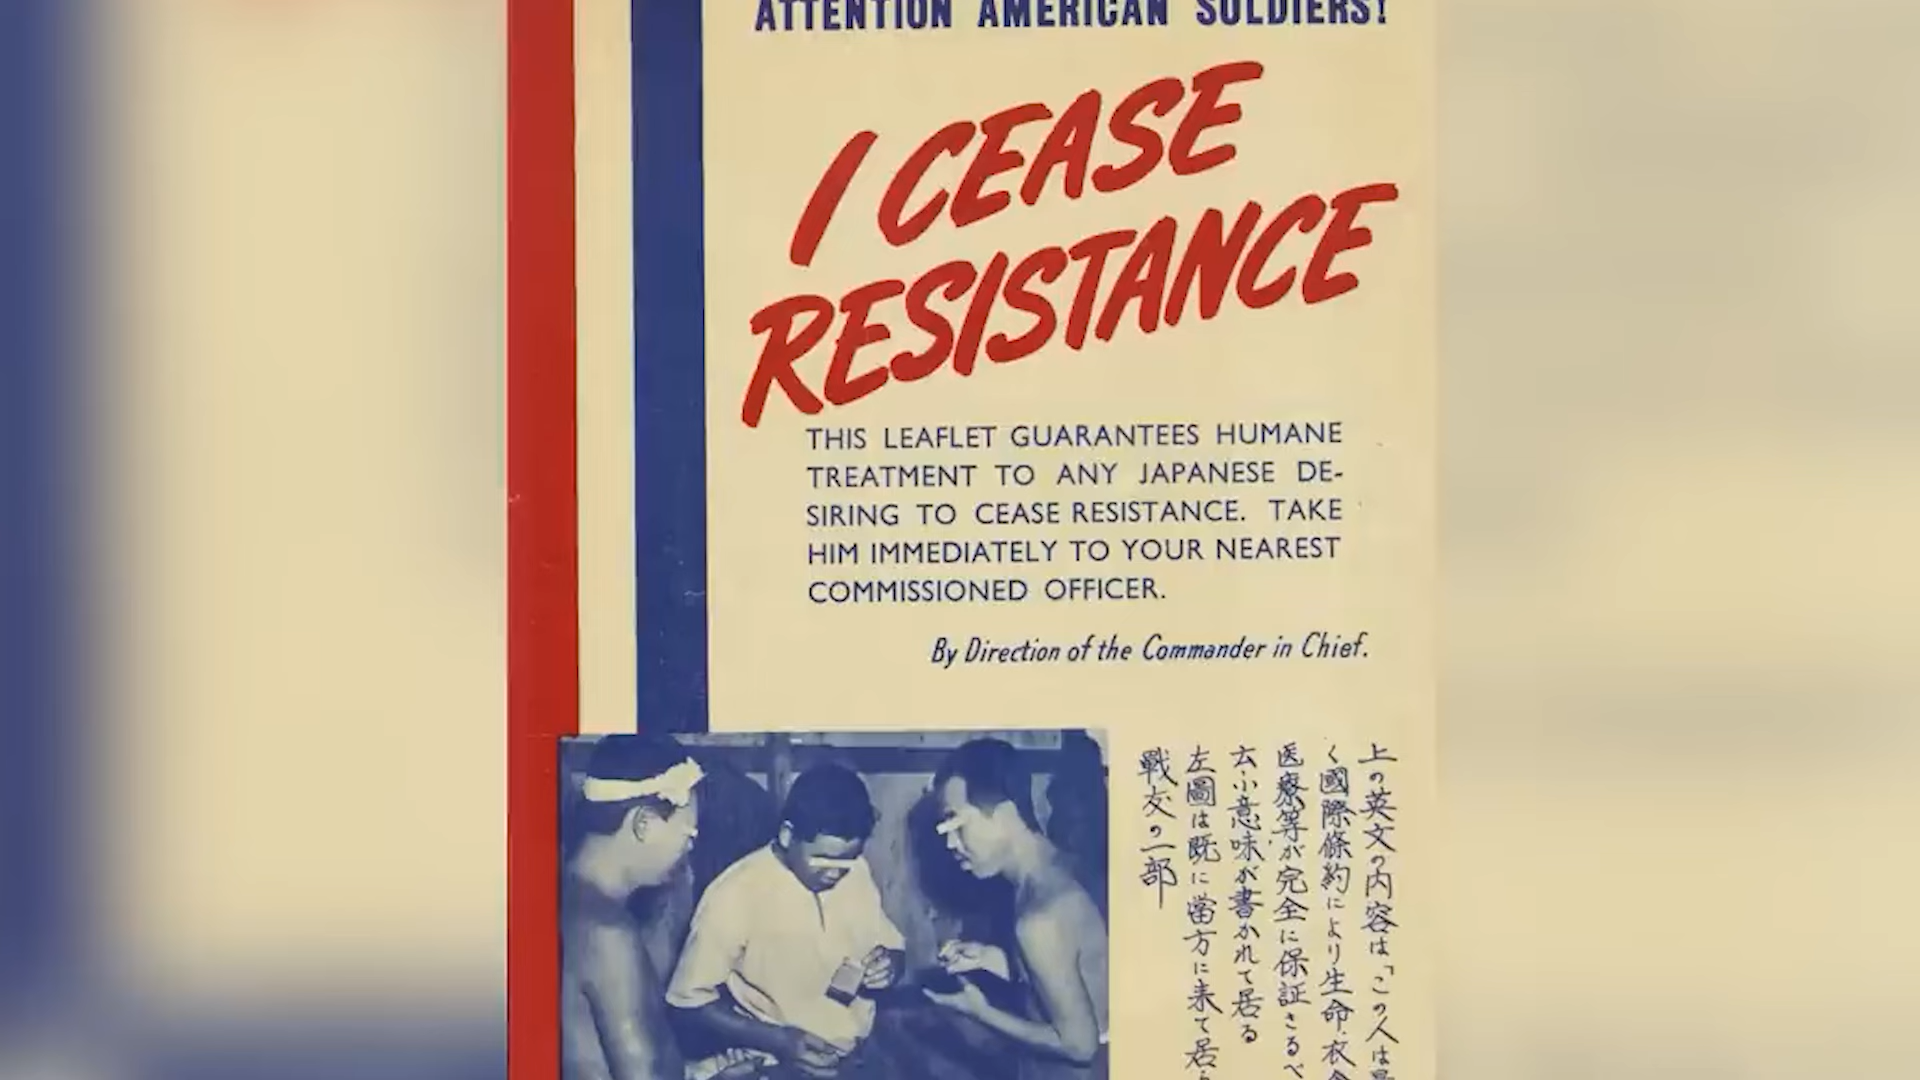 ATTENTION AMERICAN SOLDIERS!
I CEASE
RESISTANCE
THIS LEAFLET GUARANTEES HUMANE
TREATMENT TO ANY JAPANESE DE-
SIRING TO CEASE RESISTANCE. TAKE
HIM IMMEDIATELY TO YOUR NEAREST
COMMISSIONED OFFICER.
By Direction of the Commander in Chief.
上の英文の内容は「この人は
く國際條約により生命、衣
医療等が完全に保証さるべ
云ふ意味が書かれて居る
左圖は既に當方に来て居
戰友の一部